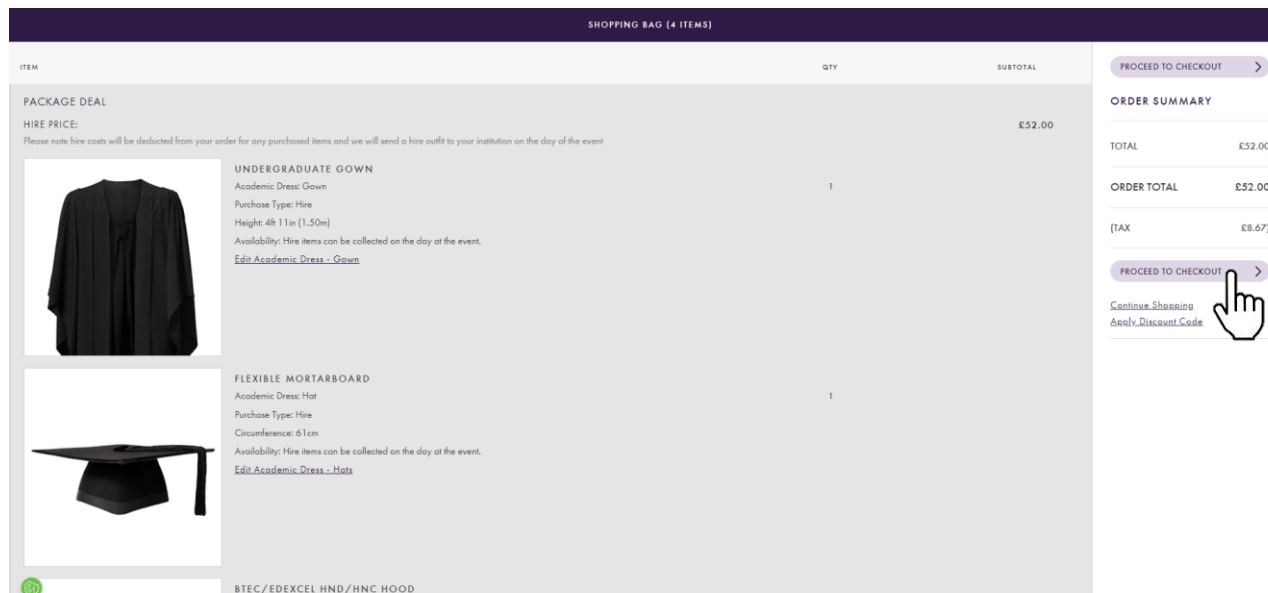 SHOPPING BAG (4 ITEMS)
ITEM QTY SUBTOTAL
PACKAGE DEAL
HIRE PRICE: £52.00
Please note hire costs will be deducted from your order for any purchased items and we will send a hire outfit to your institution on the day of the event
UNDERGRADUATE GOWN
Academic Dress: Gown 1
Purchase Type: Hire
Height: 4ft 11in (1.50m)
Availability: Hire items can be collected on the day at the event.
Edit Academic Dress - Gown
FLEXIBLE MORTARBOARD
Academic Dress: Hat 1
Purchase Type: Hire
Circumference: 61cm
Availability: Hire items can be collected on the day at the event.
Edit Academic Dress - Hats
BTEC/EDEXCEL HND/HNC HOOD
PROCEED TO CHECKOUT
ORDER SUMMARY
TOTAL £52.00
ORDER TOTAL £52.00
(TAX £8.67)
PROCEED TO CHECKOUT
Continue Shopping
Apply Discount Code